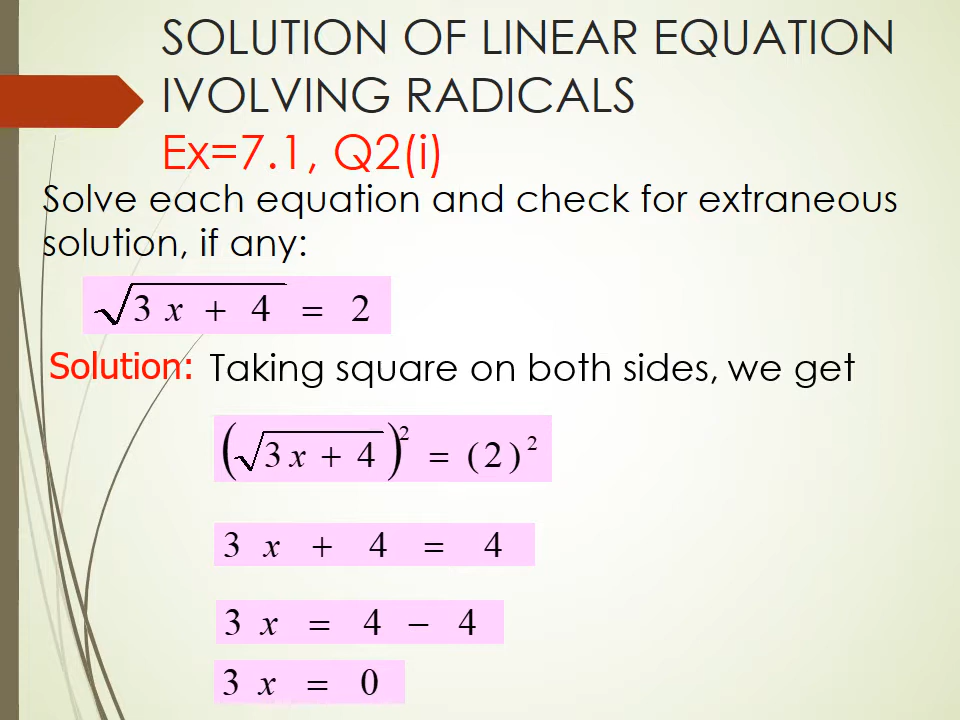 SOLUTION OF LINEAR EQUATION
IVOLVING RADICALS
Ex=7.1, Q2(i)
Solve each equation and check for extraneous
solution, if any:
√(3x + 4) = 2
Solution: Taking square on both sides, we get
(√(3x + 4))² = (2)²
3x + 4 = 4
3x = 4 − 4
3x = 0